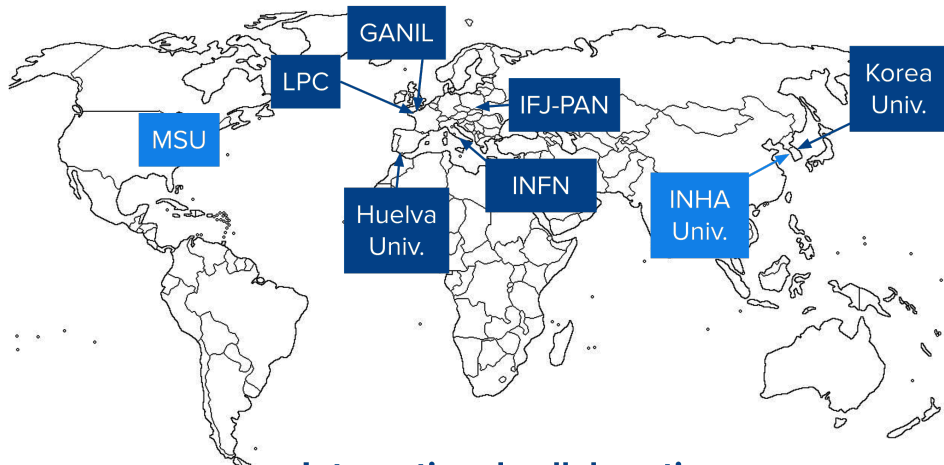 GANIL
LPC
MSU
IFJ-PAN
INFN
Huelva
Univ.
Korea
Univ.
INHA
Univ.